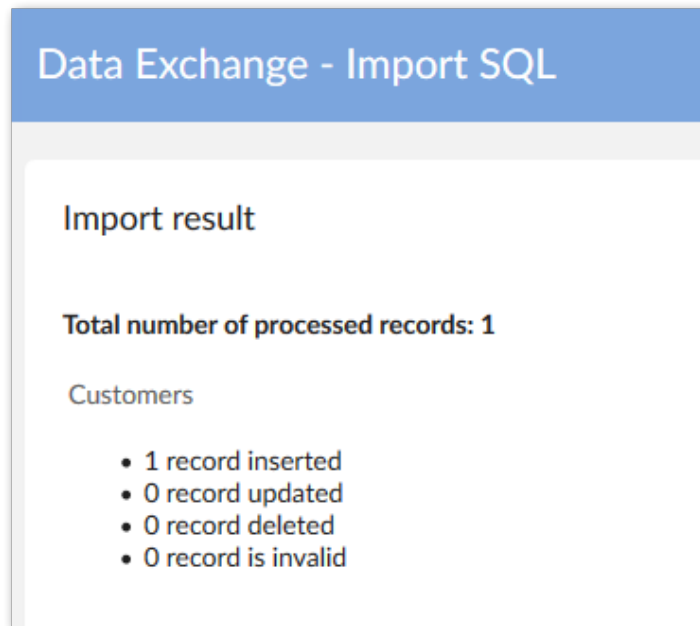 Data Exchange - Import SQL
Import result
Total number of processed records: 1
Customers
• 1 record inserted
• 0 record updated
• 0 record deleted
• 0 record is invalid